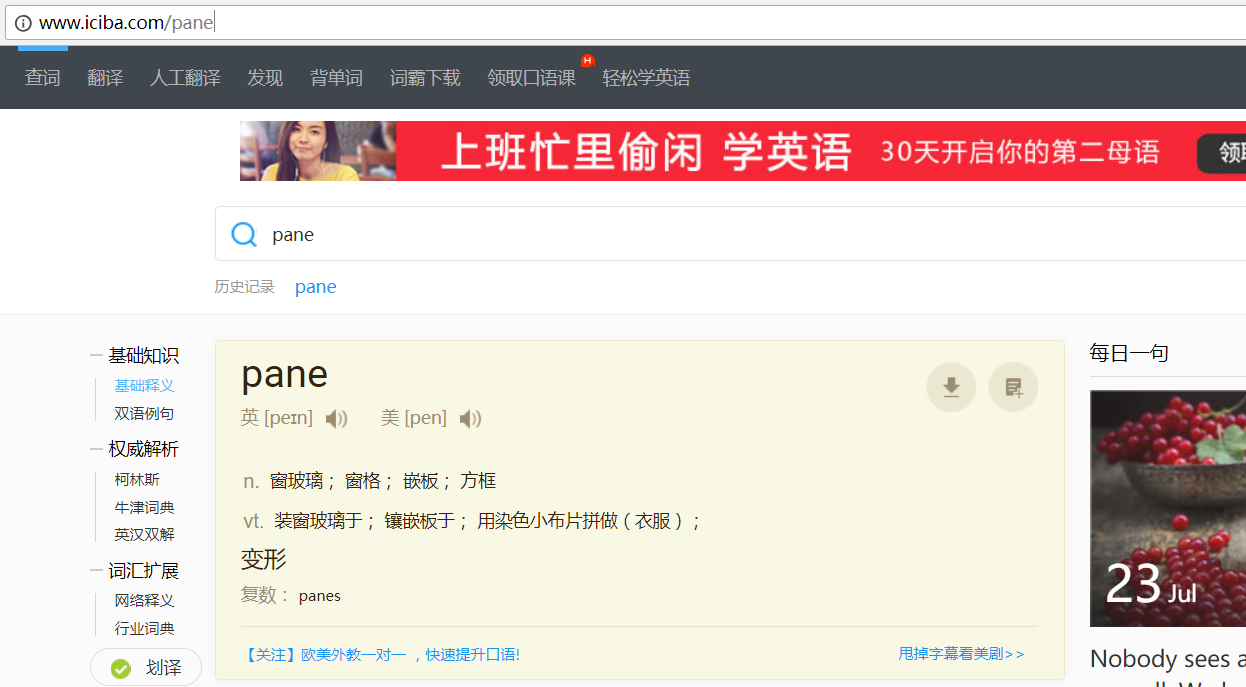 www.iciba.com/pane
查词 翻译 人工翻译 发现 背单词 词霸下载 领取口语课 H 轻松学英语
上班忙里偷闲 学英语 30天开启你的第二母语
pane
历史记录 pane
基础知识
基础释义
双语例句
权威解析
柯林斯
牛津词典
英汉双解
词汇扩展
网络释义
行业词典
划译
pane
英 [peɪn] 美 [pen]
n. 窗玻璃； 窗格； 嵌板； 方框
vt. 装窗玻璃于； 镶嵌板于； 用染色小布片拼做（衣服）；
变形
复数： panes
【关注】欧美外教一对一 ，快速提升口语! 甩掉字幕看美剧>>
每日一句
23 Jul
Nobody sees a